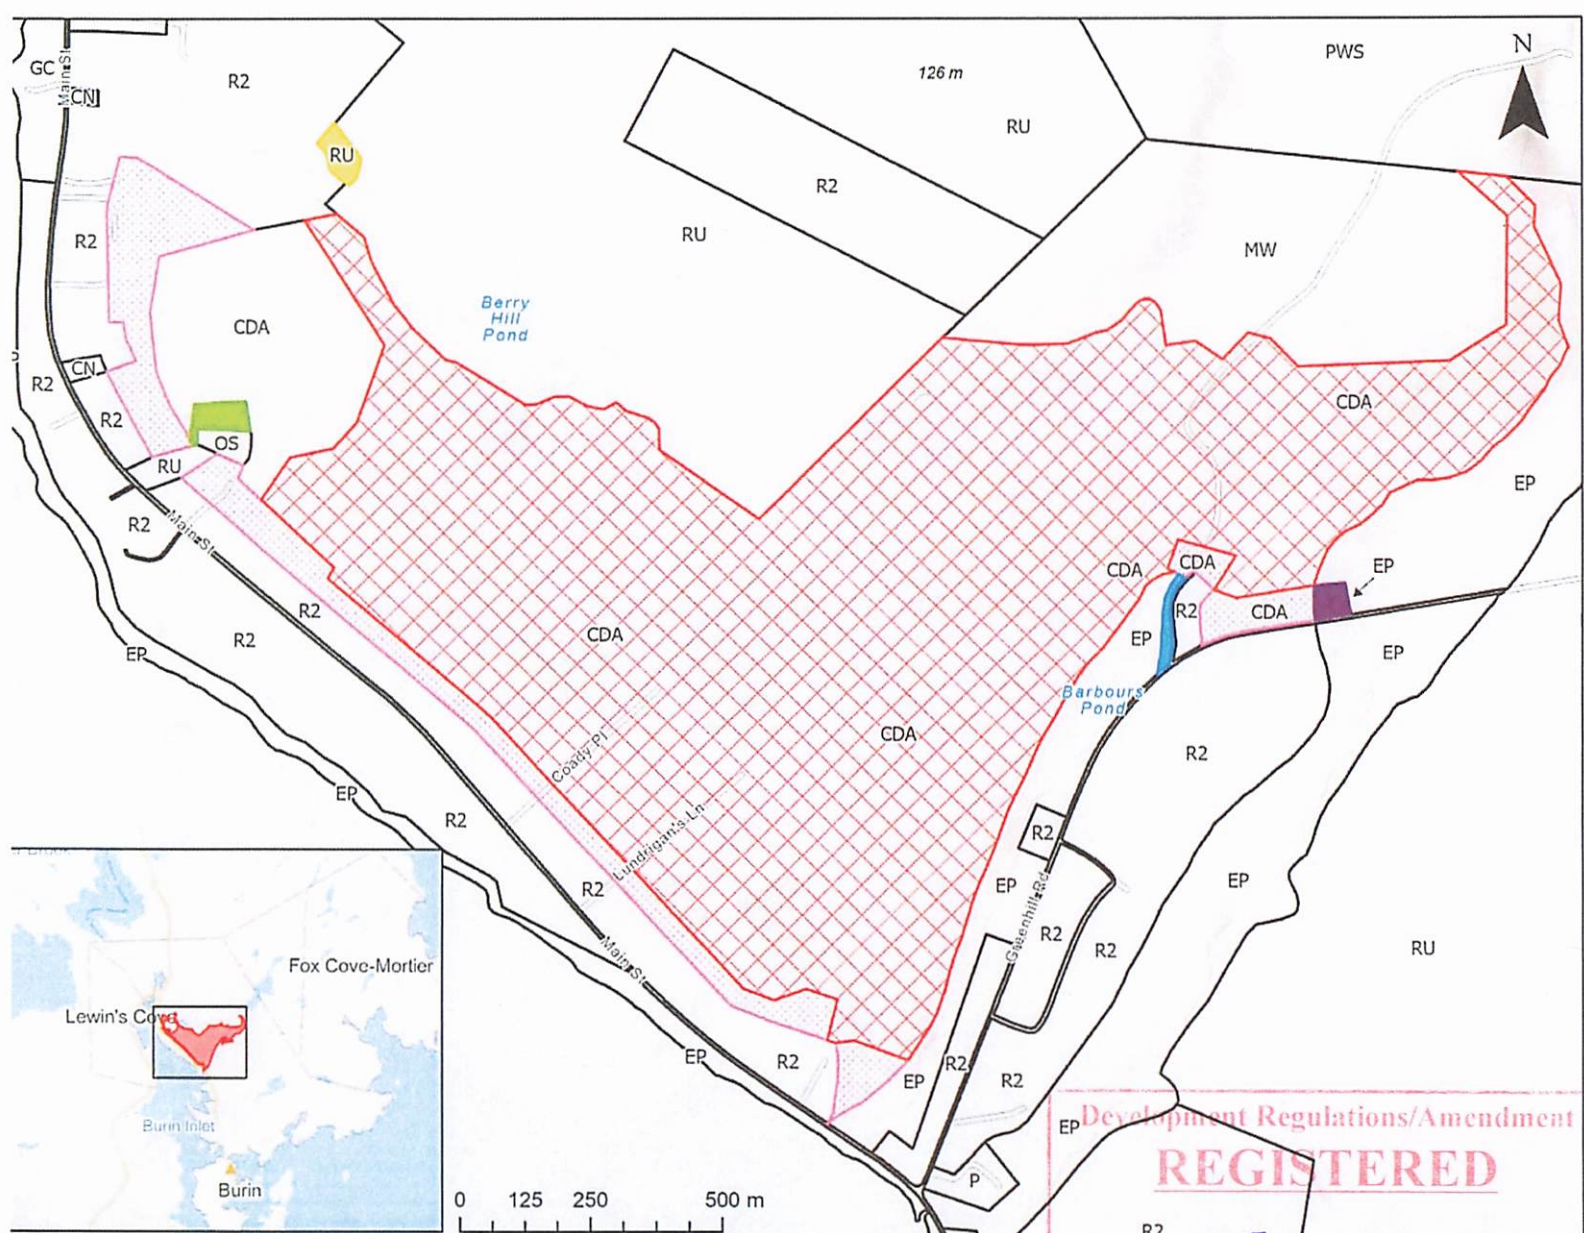 GC
Main St
CN
R2
126 m
PWS
N
RU
RU
R2
RU
R2
MW
Berry
Hill
Pond
CDA
CN
R2
R2
CDA
OS
RU
EP
R2
Main St
CDA
CDA
EP
R2
CDA
R2
CDA
EP
R2
EP
EP
Barbours
Pond
CDA
Coady Pl
R2
EP
R2
Lundrigan's Ln
R2
R2
EP
EP
Greenhill Rd
R2
R2
RU
Main St
Fox Cove-Mortier
Lewin's Cove
EP
R2
EP
R2
R2
Burin Inlet
Burin
EP
Development Regulations/Amendment
REGISTERED
P
0 125 250 500 m
R2